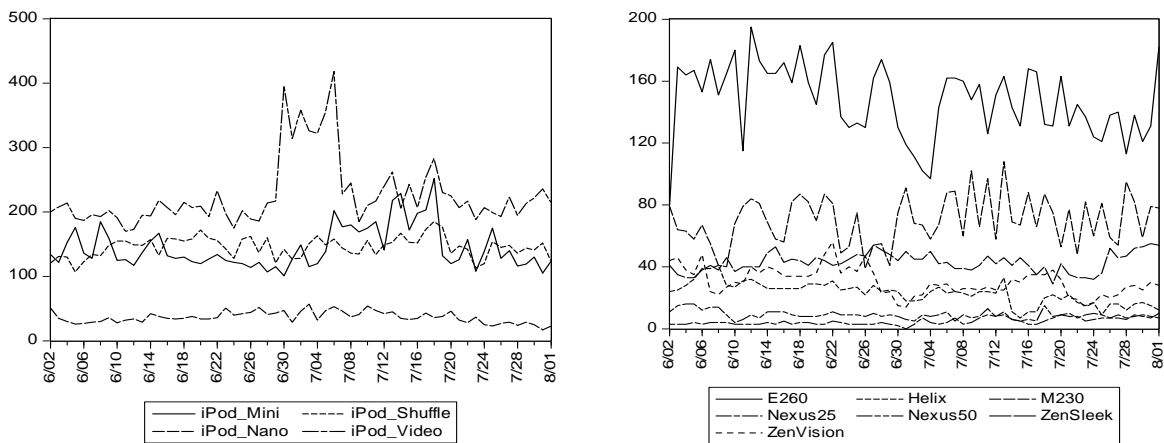 500
400
300
200
100
0
6/02 6/06 6/10 6/14 6/18 6/22 6/26 6/30 7/04 7/08 7/12 7/16 7/20 7/24 7/28 8/01
iPod_Mini iPod_Shuffle
iPod_Nano iPod_Video
200
160
120
80
40
0
6/02 6/06 6/10 6/14 6/18 6/22 6/26 6/30 7/04 7/08 7/12 7/16 7/20 7/24 7/28 8/01
E260 Helix M230
Nexus25 Nexus50 ZenSleek
ZenVision